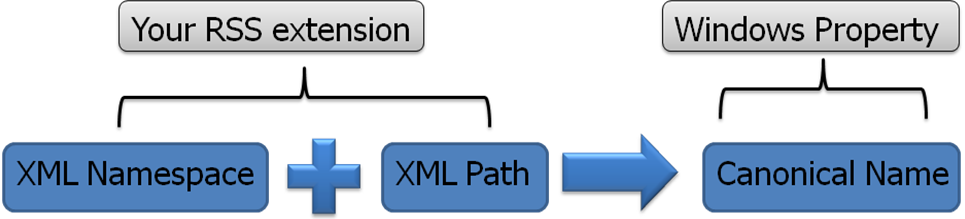 Your RSS extension
Windows Property
XML Namespace
XML Path
Canonical Name